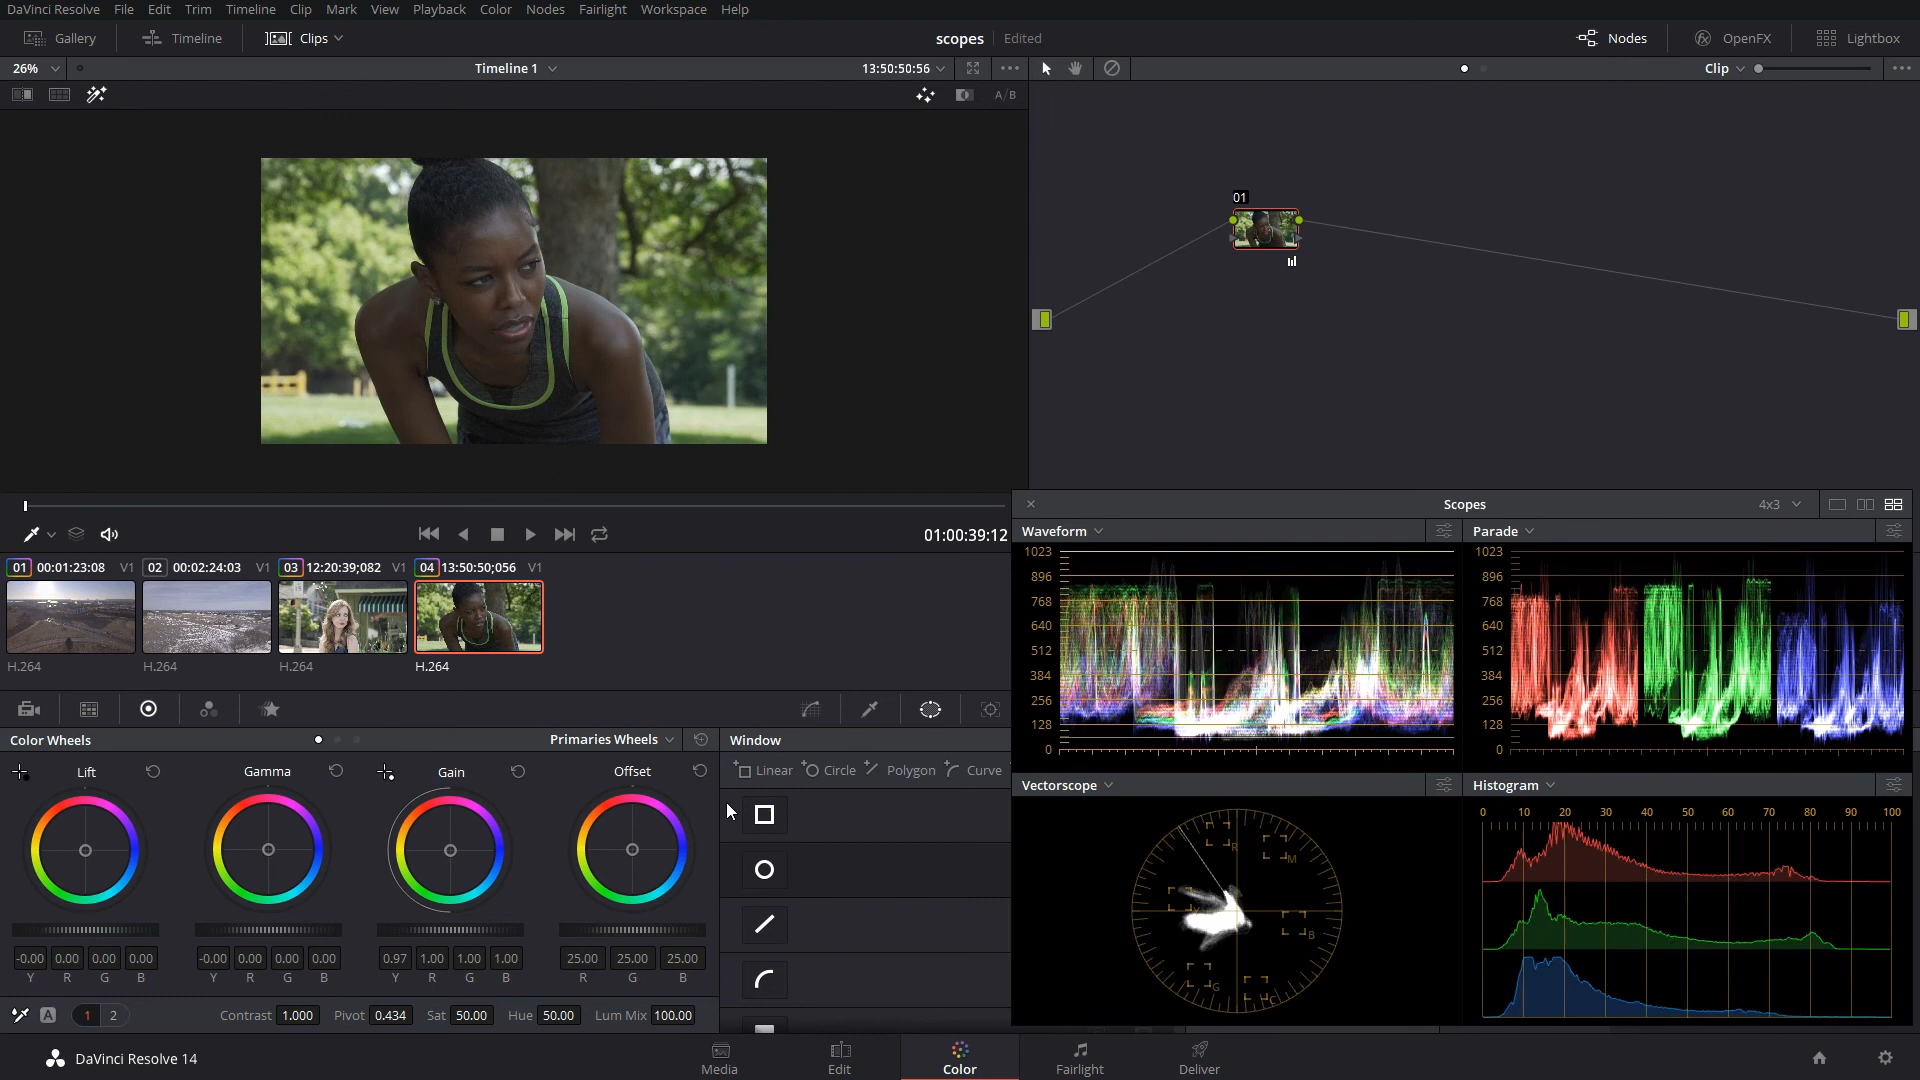 DaVinci Resolve File Edit Trim Timeline Clip Mark View Playback Color Nodes Fairlight Workspace Help
Gallery Timeline Clips scopes Edited Nodes OpenFX Lightbox
26% Timeline 1 13:50:50:56 Clip
A/B
01
01:00:39:12
Scopes 4x3
Waveform Parade
1023 896 768 640 512 384 256 128 0
1023 896 768 640 512 384 256 128 0
01 00:01:23:08 V1 02 00:02:24:03 V1 03 12:20:39;082 V1 04 13:50:50;056 V1
H.264 H.264 H.264 H.264
Color Wheels Primaries Wheels Window
Lift Gamma Gain Offset
Linear Circle Polygon Curve
-0.00 0.00 0.00 0.00 -0.00 0.00 0.00 0.00 0.97 1.00 1.00 1.00 25.00 25.00 25.00
Y R G B Y R G B Y R G B R G B
A 1 2 Contrast 1.000 Pivot 0.434 Sat 50.00 Hue 50.00 Lum Mix 100.00
Vectorscope Histogram
R M Y B G C
0 10 20 30 40 50 60 70 80 90 100
DaVinci Resolve 14 Media Edit Color Fairlight Deliver